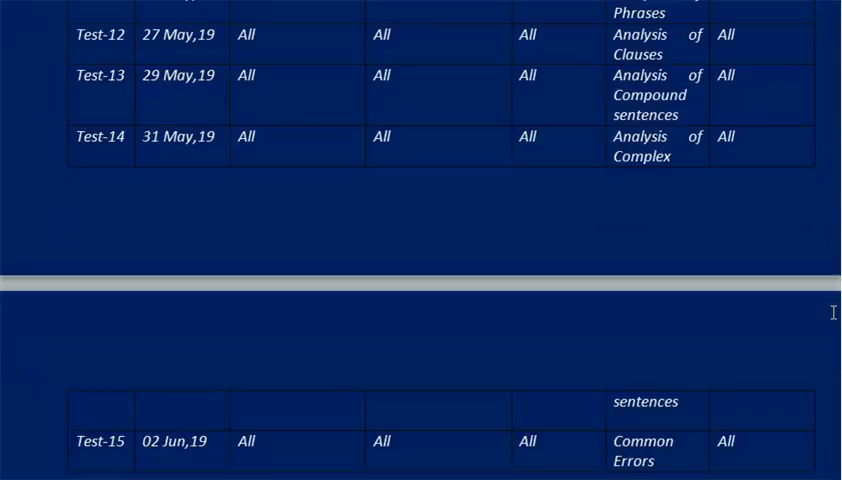 Phrases
Test-12 27 May,19 All All All Analysis of All
Clauses
Test-13 29 May,19 All All All Analysis of All
Compound
sentences
Test-14 31 May,19 All All All Analysis of All
Complex
sentences
Test-15 02 Jun,19 All All All Common All
Errors